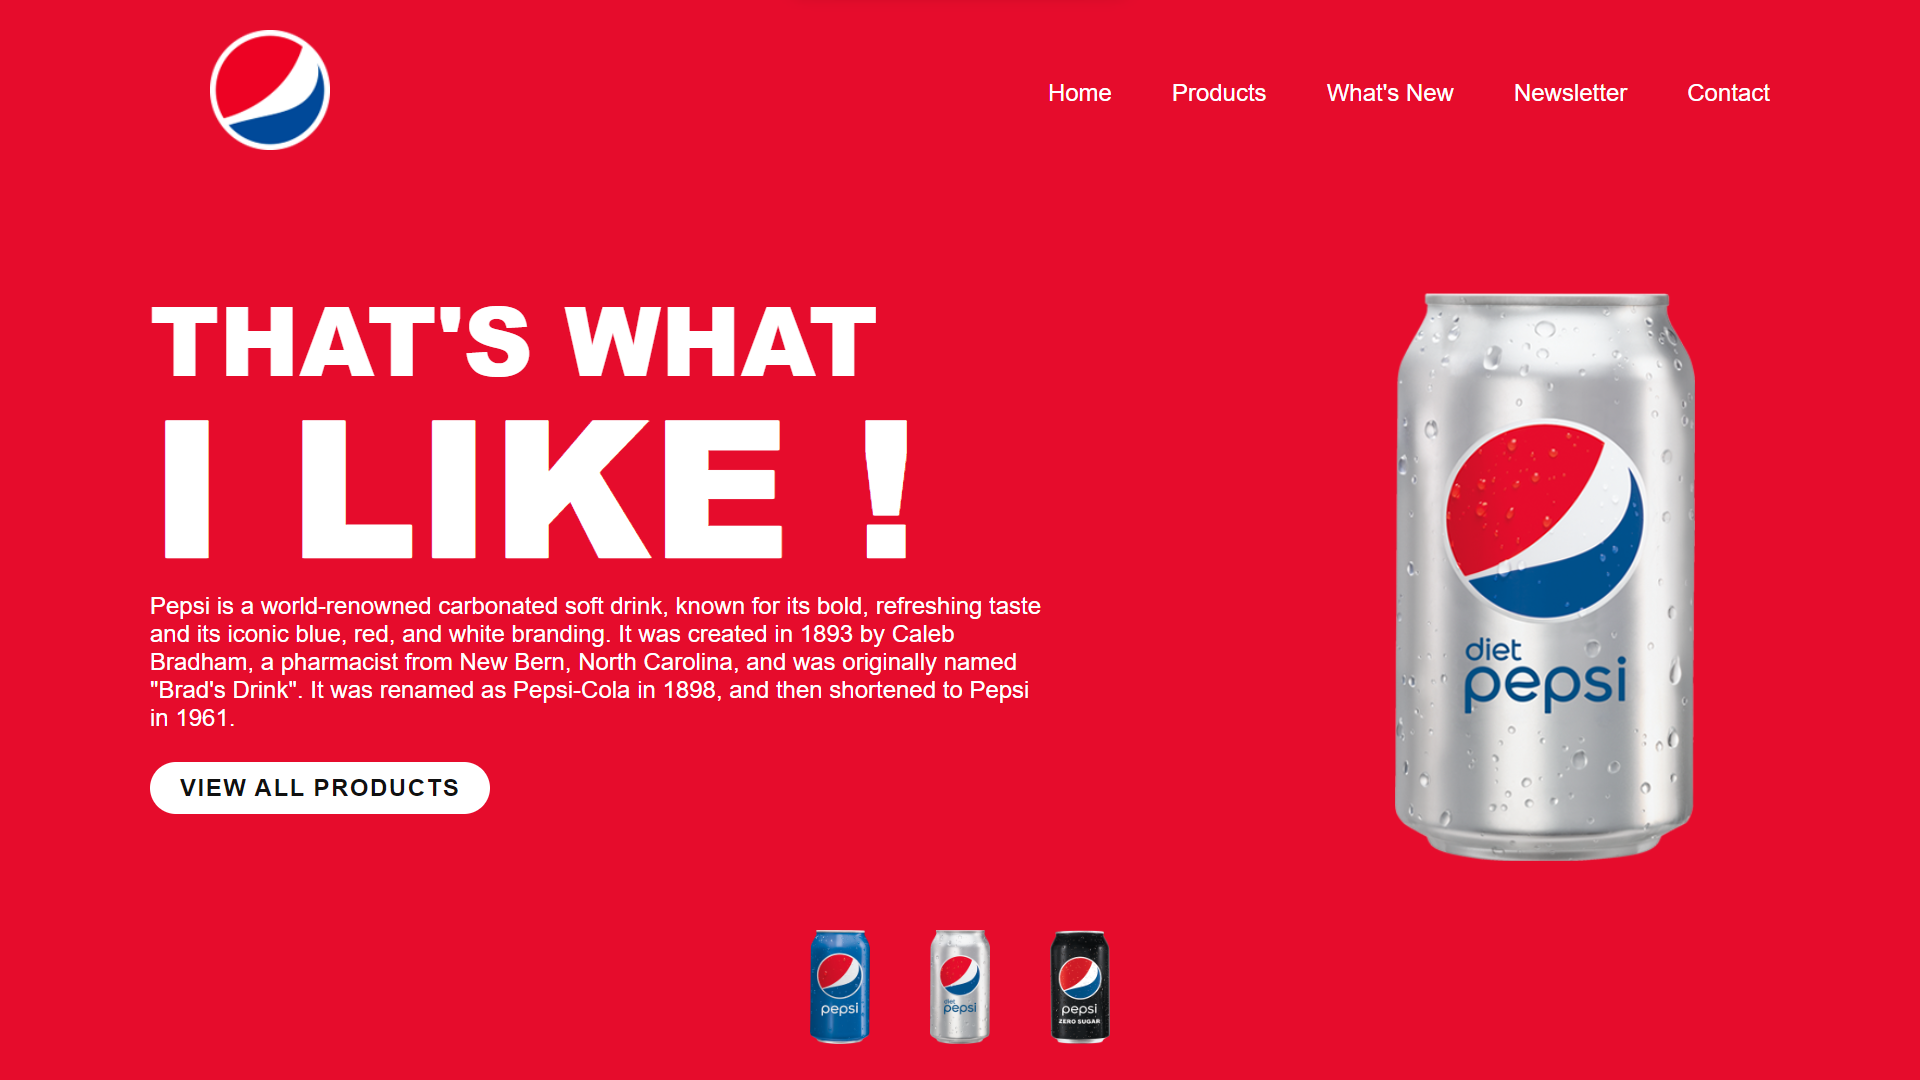 Home Products What's New Newsletter Contact
THAT'S WHAT
I LIKE !
Pepsi is a world-renowned carbonated soft drink, known for its bold, refreshing taste
and its iconic blue, red, and white branding. It was created in 1893 by Caleb
Bradham, a pharmacist from New Bern, North Carolina, and was originally named
"Brad's Drink". It was renamed as Pepsi-Cola in 1898, and then shortened to Pepsi
in 1961.
VIEW ALL PRODUCTS
diet
pepsi
pepsi
diet
pepsi
pepsi
ZERO SUGAR